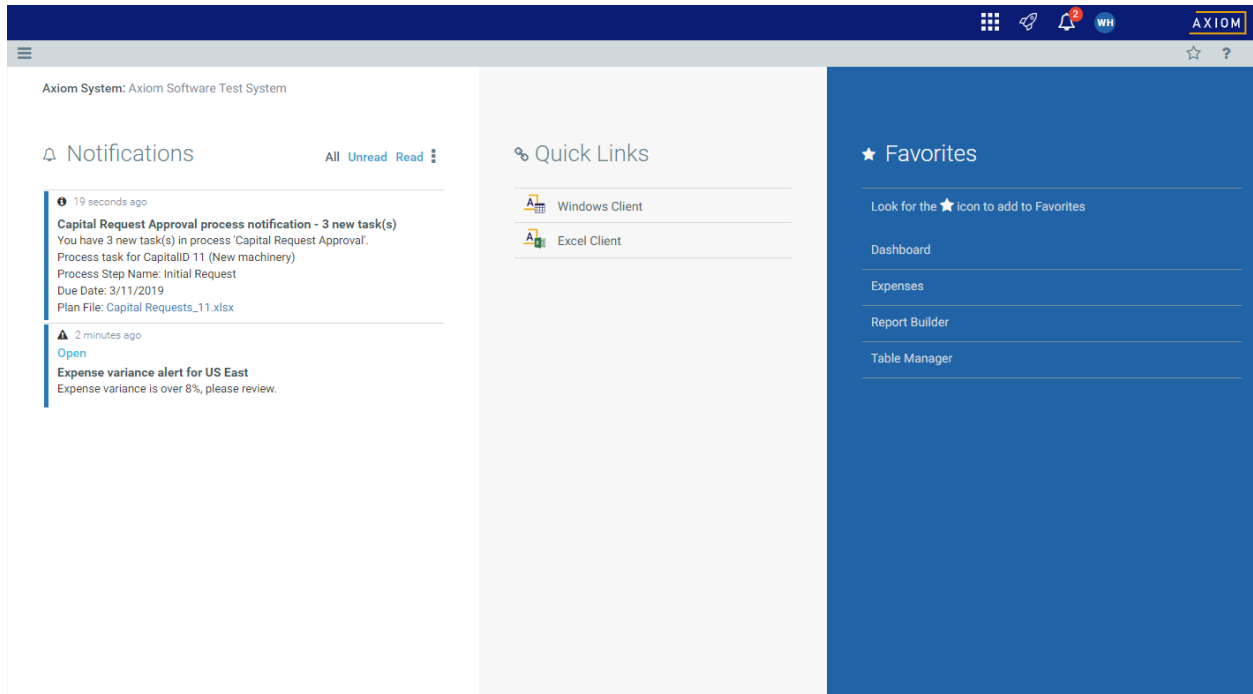 2
WH
AXIOM
?
Axiom System: Axiom Software Test System
Notifications
All Unread Read
19 seconds ago
Capital Request Approval process notification - 3 new task(s)
You have 3 new task(s) in process 'Capital Request Approval'.
Process task for CapitalID 11 (New machinery)
Process Step Name: Initial Request
Due Date: 3/11/2019
Plan File: Capital Requests_11.xlsx
2 minutes ago
Open
Expense variance alert for US East
Expense variance is over 8%, please review.
Quick Links
Windows Client
Excel Client
Favorites
Look for the icon to add to Favorites
Dashboard
Expenses
Report Builder
Table Manager